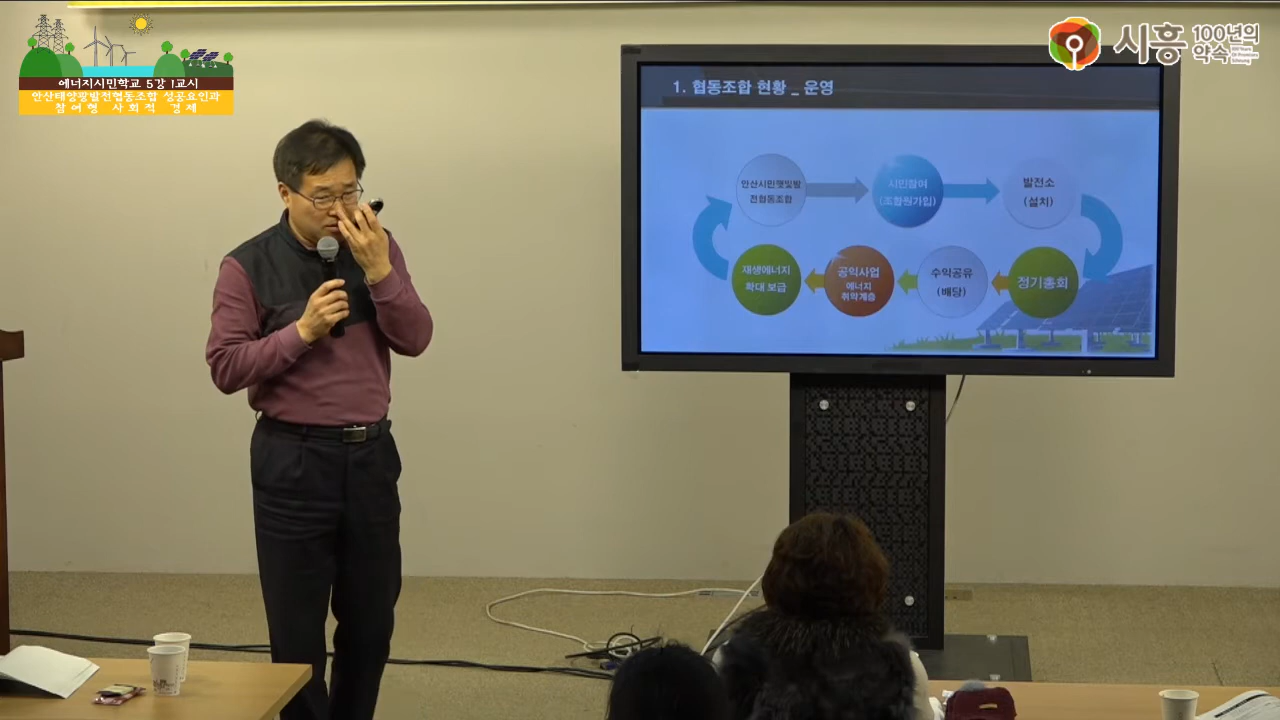 에너지시민학교 5강 1교시
안산태양광발전협동조합 성공요인과
참여형 사회적 경제
시흥
100년의
약속
1. 협동조합 현황 _ 운영
안산시민햇빛발
전협동조합
시민참여
(조합원가입)
발전소
(설치)
재생에너지
확대 보급
공익사업
에너지
취약계층
수익공유
(배당)
정기총회